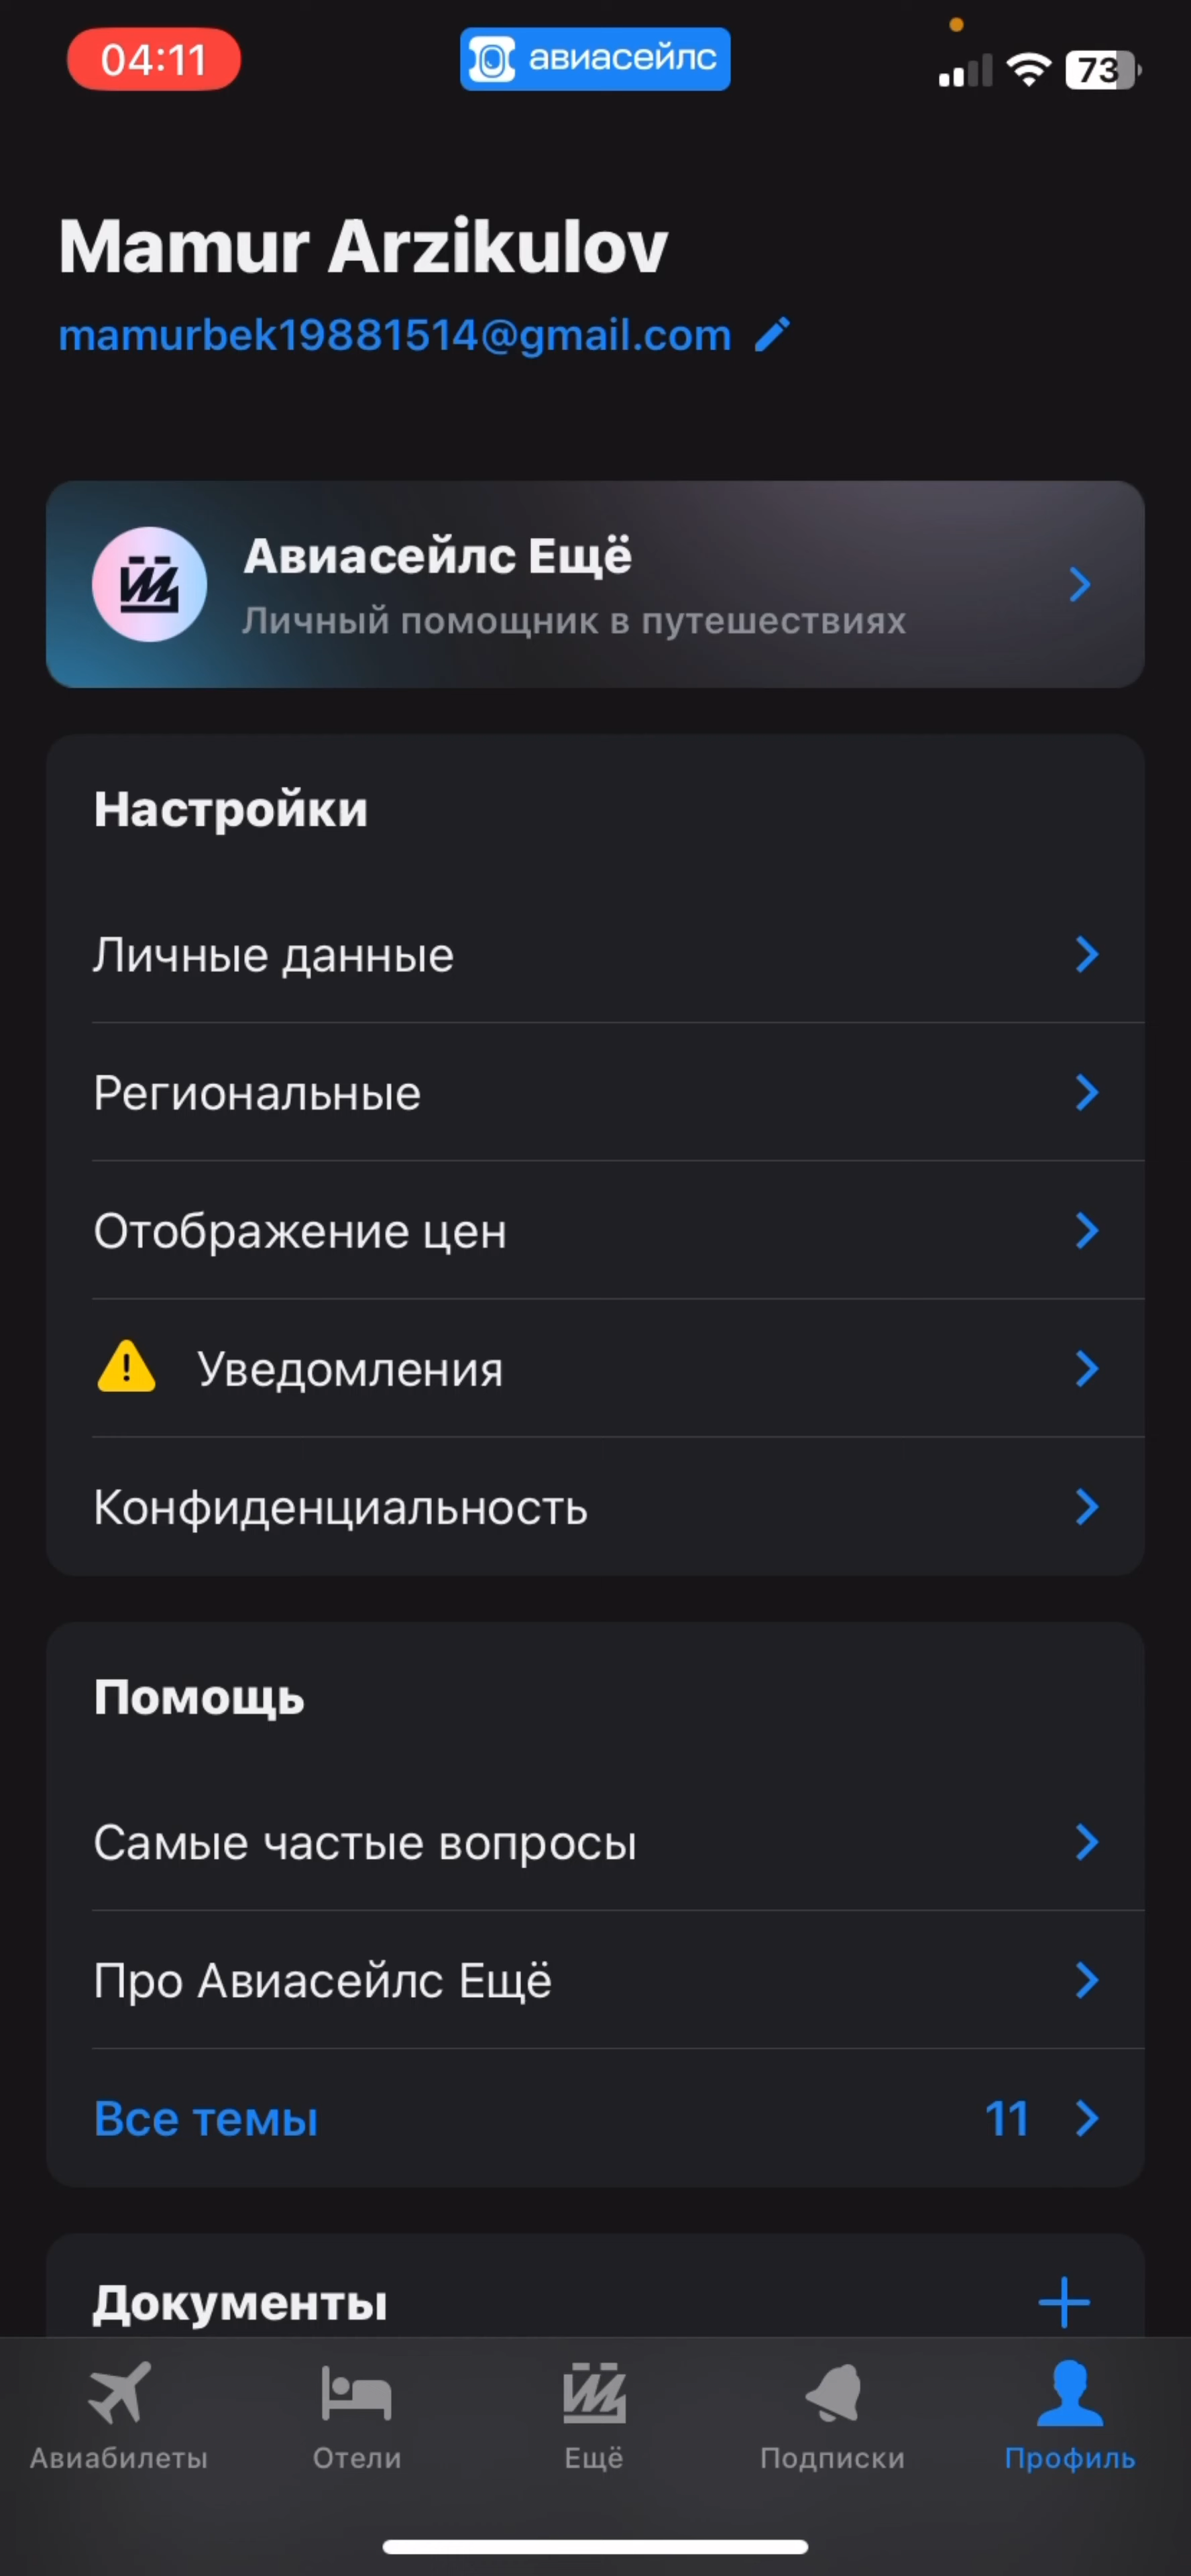 04:11
авиасейлс
73
Mamur Arzikulov
mamurbek19881514@gmail.com
Авиасейлс Ещё
Личный помощник в путешествиях
Настройки
Личные данные
Региональные
Отображение цен
Уведомления
Конфиденциальность
Помощь
Самые частые вопросы
Про Авиасейлс Ещё
Все темы 11
Документы
Авиабилеты Отели Ещё Подписки Профиль